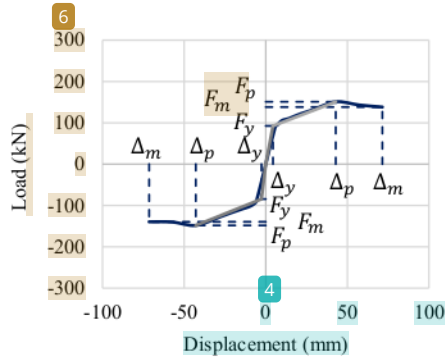 6
300
200
100
0
-100
-200
-300
Load (kN)
F_p
F_m
F_y
Δ_m Δ_p Δ_y
Δ_y Δ_p Δ_m
F_y
F_m
F_p
4
-100 -50 0 50 100
Displacement (mm)